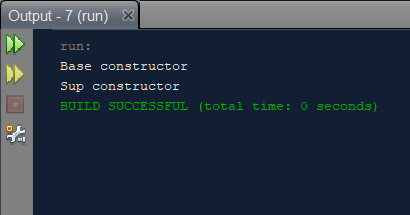 Output - 7 (run)
run:
Base constructor
Sup constructor
BUILD SUCCESSFUL (total time: 0 seconds)